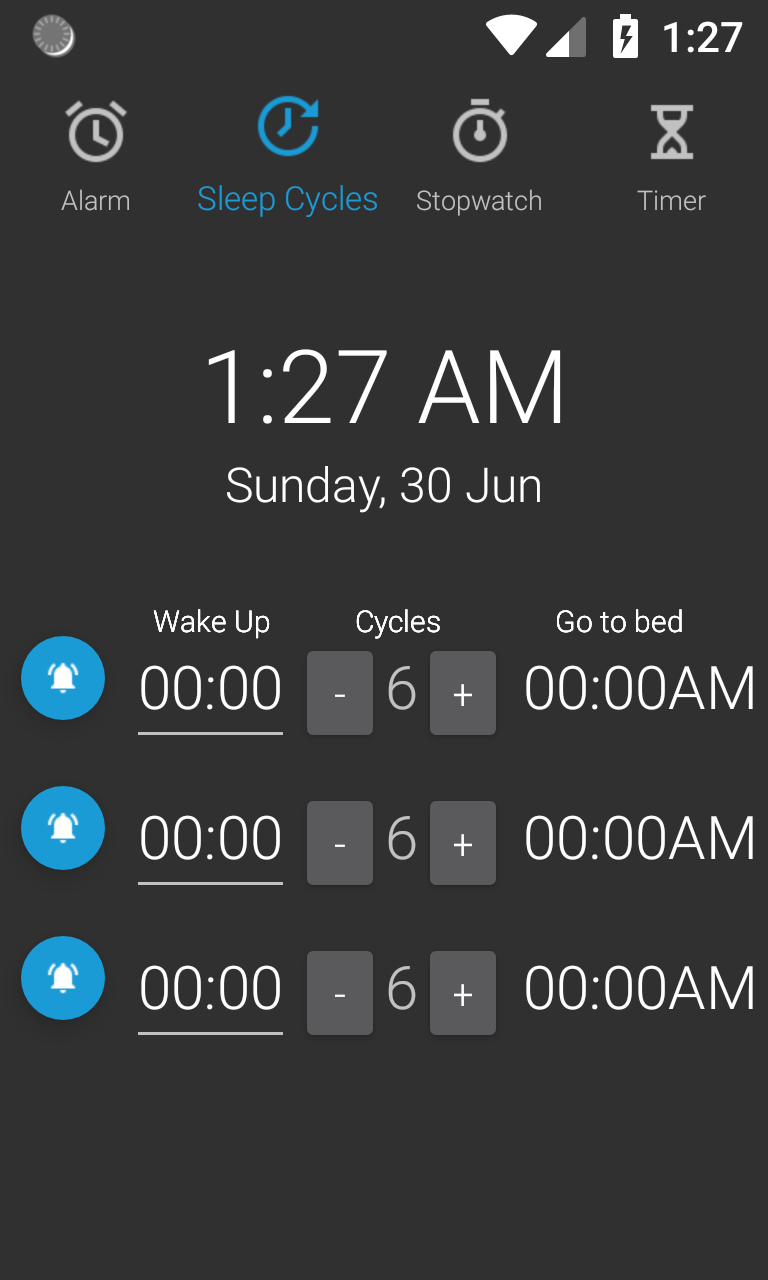 1:27
Alarm Sleep Cycles Stopwatch Timer
1:27 AM
Sunday, 30 Jun
Wake Up Cycles Go to bed
00:00 - 6 + 00:00AM
00:00 - 6 + 00:00AM
00:00 - 6 + 00:00AM